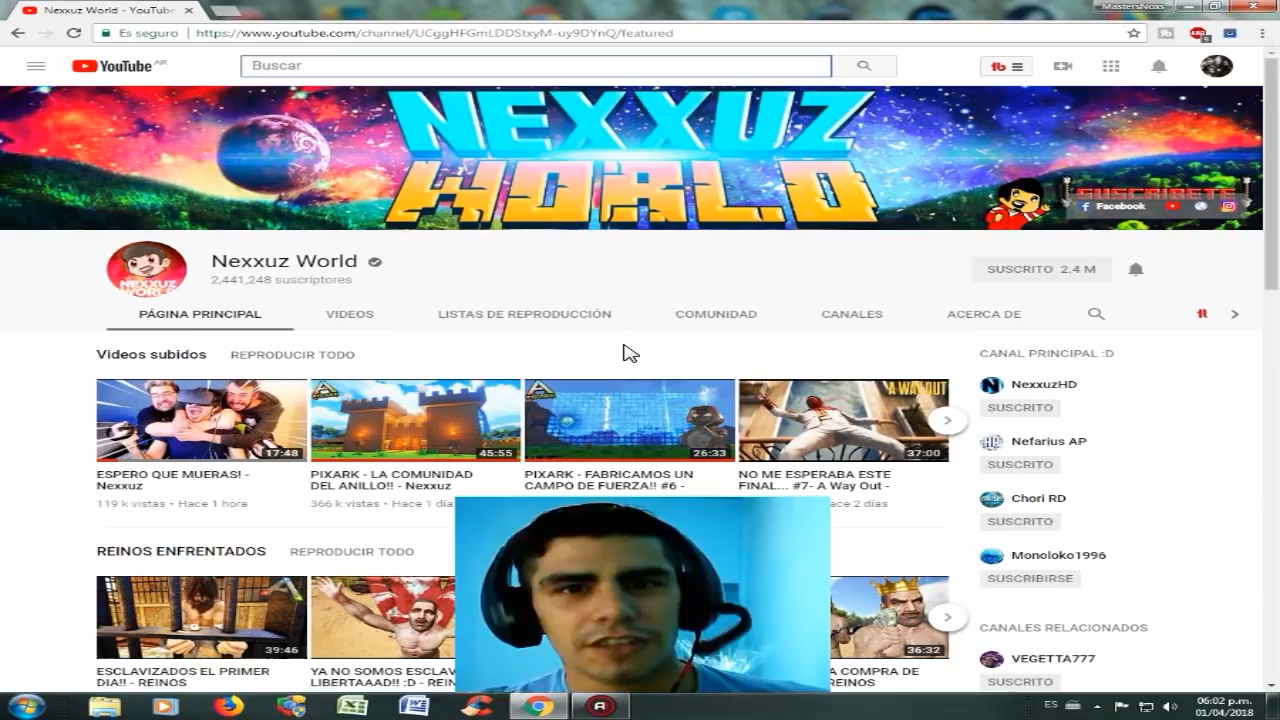 Nexxuz World - YouTube
MastersNoxs
Es seguro
https://www.youtube.com/channel/UCggHFGmLDDStxyM-uy9DYnQ/featured
YouTube AR
Buscar
NEXXUZ
WORLD
SUSCRIBETE
Facebook
NEXXUZ
WORLD
Nexxuz World
2,441,248 suscriptores
SUSCRITO 2.4 M
PÁGINA PRINCIPAL
VIDEOS
LISTAS DE REPRODUCCIÓN
COMUNIDAD
CANALES
ACERCA DE
Videos subidos
REPRODUCIR TODO
CANAL PRINCIPAL :D
A WAY OUT
17:48
45:55
26:33
37:00
NexxuzHD
SUSCRITO
Nefarius AP
SUSCRITO
ESPERO QUE MUERAS! -
Nexxuz
119 k vistas • Hace 1 hora
PIXARK - LA COMUNIDAD
DEL ANILLO!! - Nexxuz
366 k vistas • Hace 1 día
PIXARK - FABRICAMOS UN
CAMPO DE FUERZA!! #6 -
NO ME ESPERABA ESTE
FINAL... #7- A Way Out -
ace 2 días
Chori RD
SUSCRITO
REINOS ENFRENTADOS
REPRODUCIR TODO
Monoloko1996
SUSCRIBIRSE
39:46
36:32
CANALES RELACIONADOS
VEGETTA777
SUSCRITO
ESCLAVIZADOS EL PRIMER
DIA!! - REINOS
YA NO SOMOS ESCLAV
LIBERTAAAD!! :D - REI
A COMPRA DE
REINOS
ES
06:02 p.m.
01/04/2018